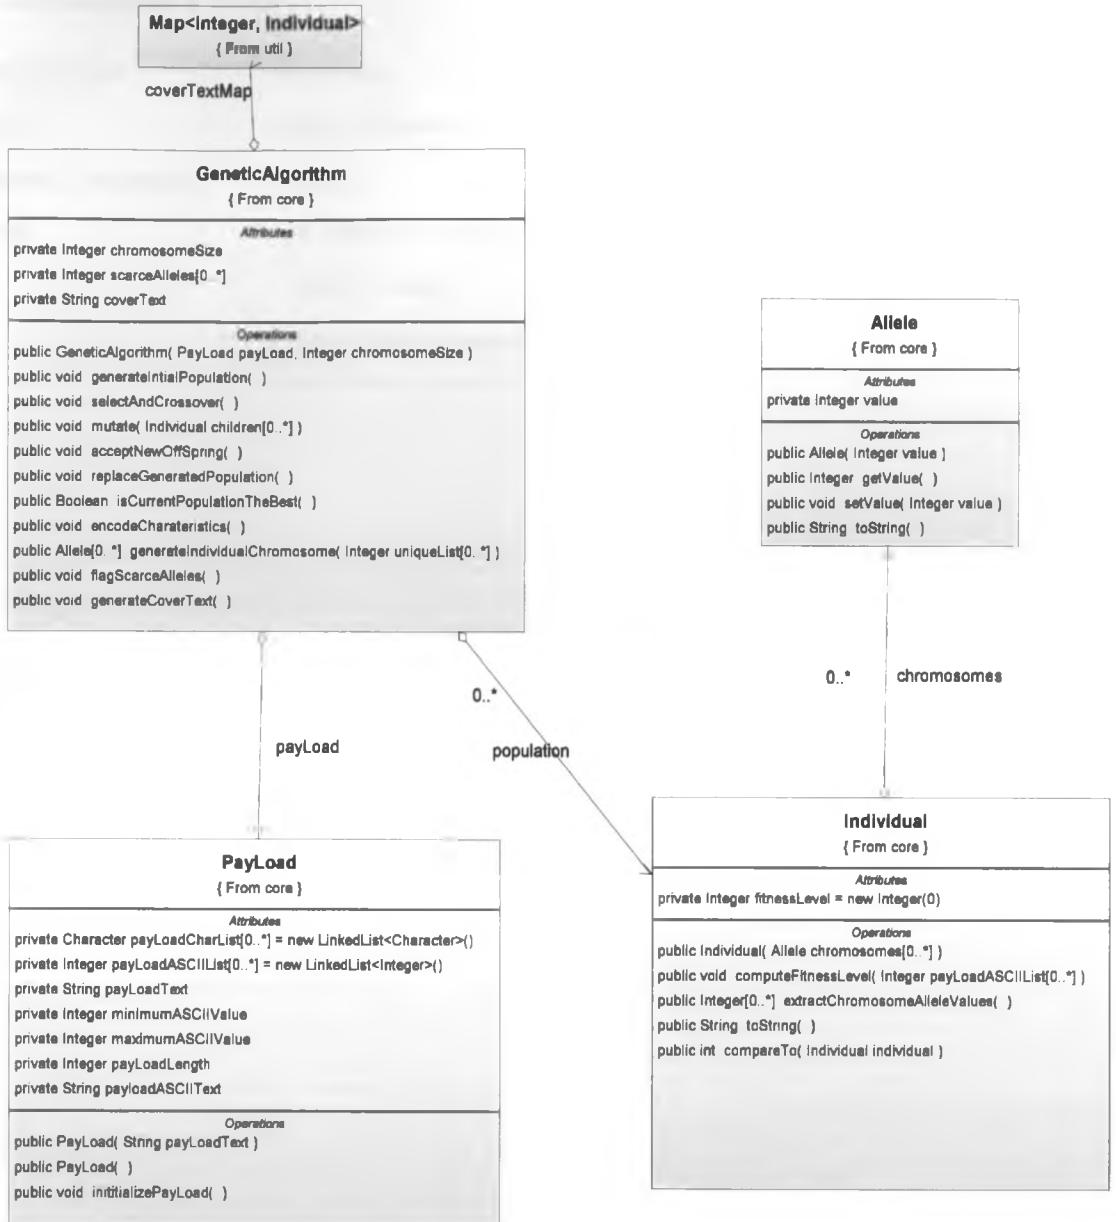 Map<Integer, Individual>
{ From util }
coverTextMap
GeneticAlgorithm
{ From core }
Attributes
private Integer chromosomeSize
private Integer scarceAlleles[0..*]
private String coverText
Operations
public GeneticAlgorithm( PayLoad payLoad, Integer chromosomeSize )
public void generateIntialPopulation( )
public void selectAndCrossover( )
public void mutate( Individual children[0..*] )
public void acceptNewOffSpring( )
public void replaceGeneratedPopulation( )
public Boolean isCurrentPopulationTheBest( )
public void encodeCharateristics( )
public Allele[0..*] generateIndividualChromosome( Integer uniqueList[0..*] )
public void flagScarceAlleles( )
public void generateCoverText( )
Allele
{ From core }
Attributes
private Integer value
Operations
public Allele( Integer value )
public Integer getValue( )
public void setValue( Integer value )
public String toString( )
0..*
chromosomes
0..*
payLoad
population
PayLoad
{ From core }
Attributes
private Character payLoadCharList[0..*] = new LinkedList<Character>()
private Integer payLoadASCIIList[0..*] = new LinkedList<Integer>()
private String payLoadText
private Integer minimumASCIIValue
private Integer maximumASCIIValue
private Integer payLoadLength
private String payloadASCIIText
Operations
public PayLoad( String payLoadText )
public PayLoad( )
public void inititializePayLoad( )
Individual
{ From core }
Attributes
private Integer fitnessLevel = new Integer(0)
Operations
public Individual( Allele chromosomes[0..*] )
public void computeFitnessLevel( Integer payLoadASCIIList[0..*] )
public Integer[0..*] extractChromosomeAlleleValues( )
public String toString( )
public int compareTo( Individual individual )